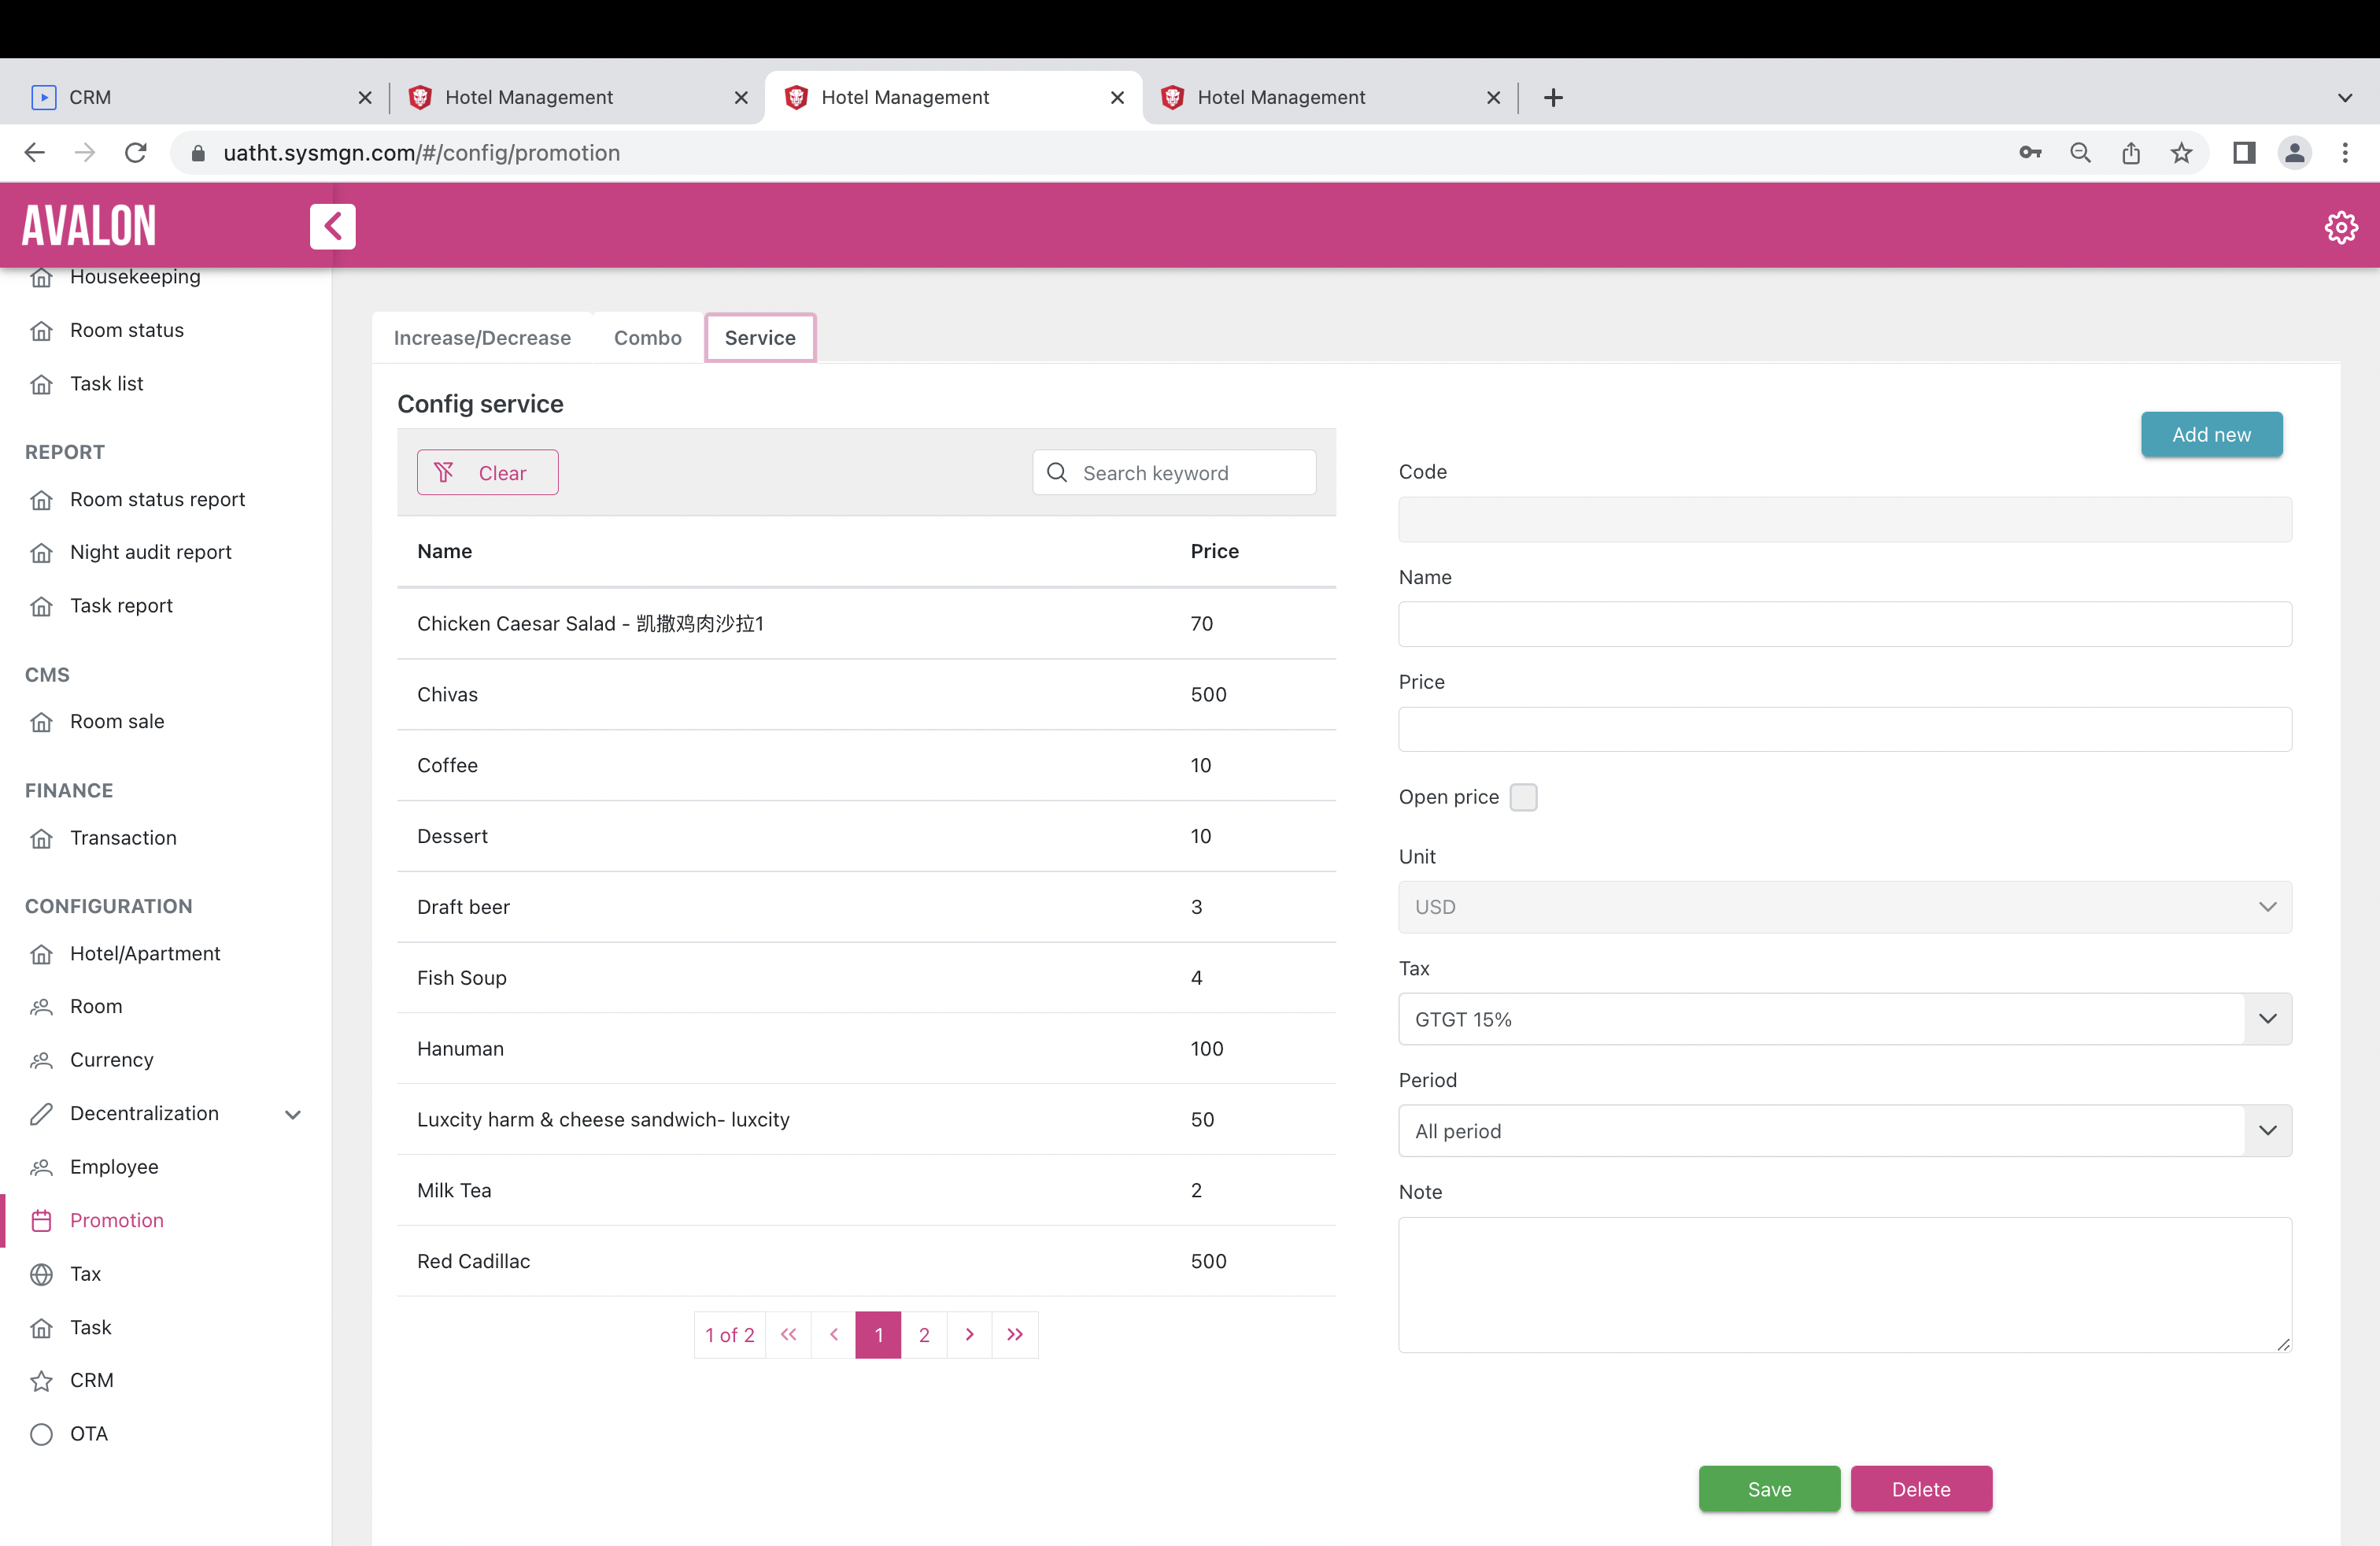 CRM
Hotel Management
Hotel Management
Hotel Management
uatht.sysmgn.com/#/config/promotion
AVALON
Housekeeping
Room status
Task list
REPORT
Room status report
Night audit report
Task report
CMS
Room sale
FINANCE
Transaction
CONFIGURATION
Hotel/Apartment
Room
Currency
Decentralization
Employee
Promotion
Tax
Task
CRM
OTA
Increase/Decrease
Combo
Service
Config service
Clear
Search keyword
Name Price
Chicken Caesar Salad - 凯撒鸡肉沙拉1 70
Chivas 500
Coffee 10
Dessert 10
Draft beer 3
Fish Soup 4
Hanuman 100
Luxcity harm & cheese sandwich- luxcity 50
Milk Tea 2
Red Cadillac 500
1 of 2 « ‹ 1 2 › »
Add new
Code
Name
Price
Open price
Unit
USD
Tax
GTGT 15%
Period
All period
Note
Save
Delete